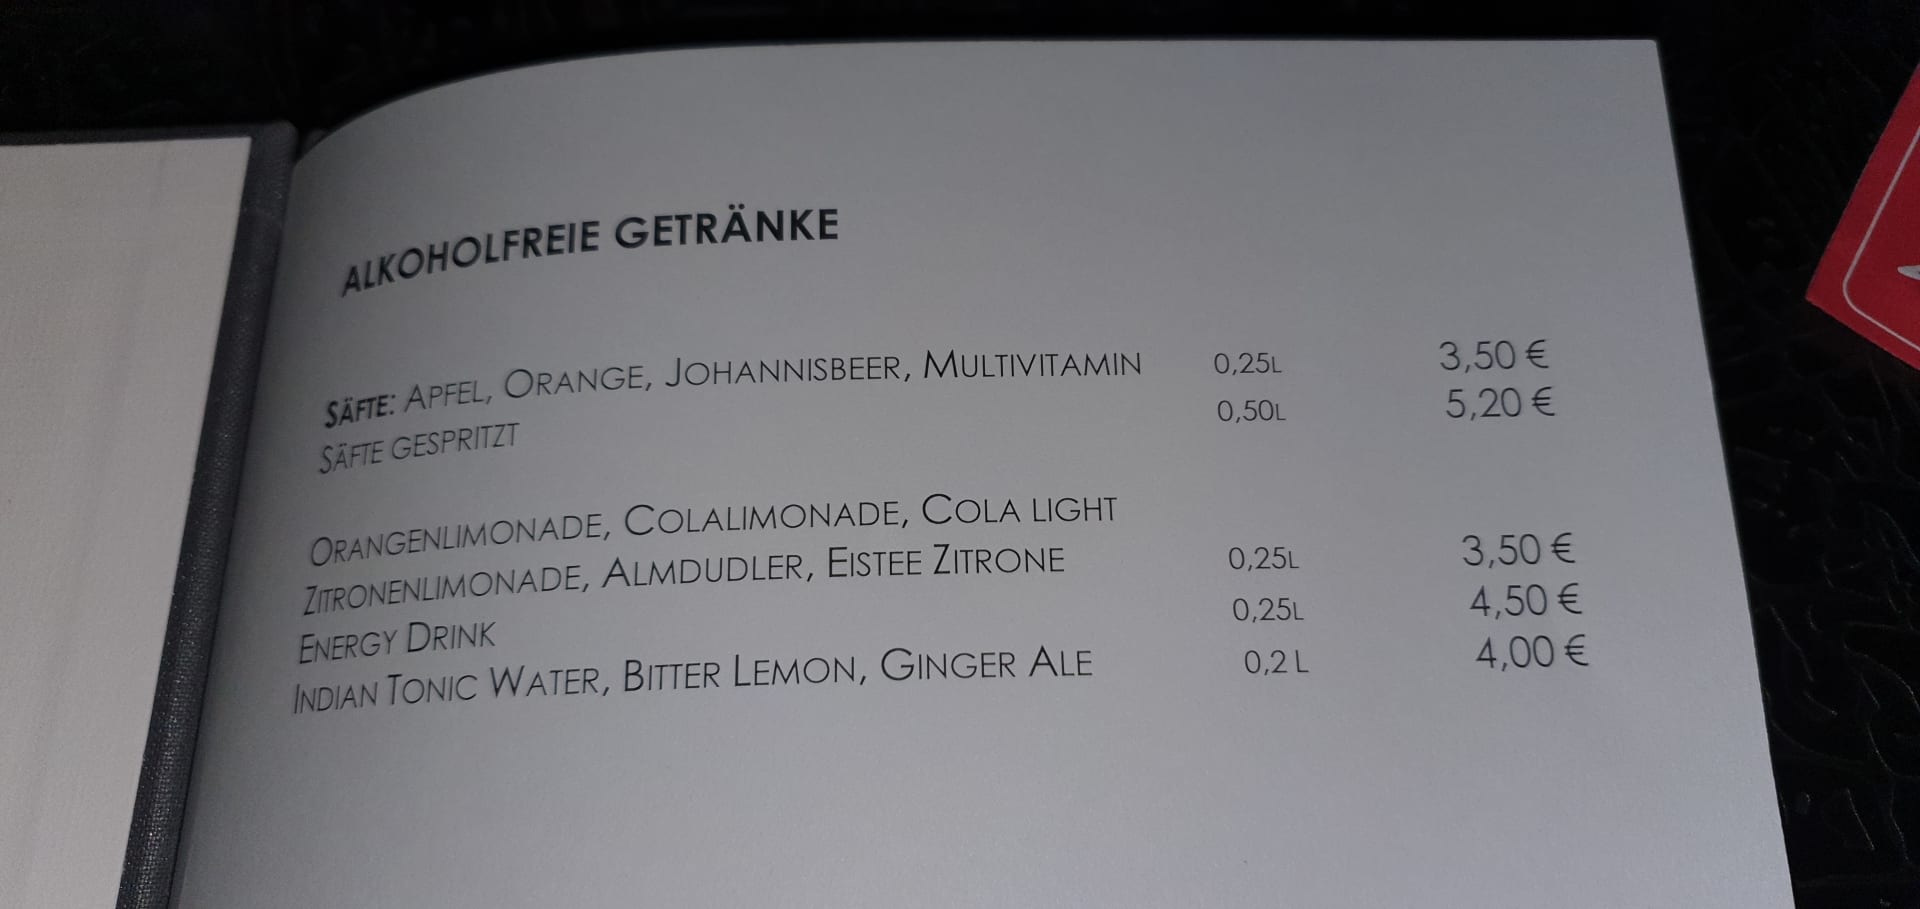 ALKOHOLFREIE GETRÄNKE
SÄFTE: APFEL, ORANGE, JOHANNISBEER, MULTIVITAMIN 0,25L 3,50 €
SÄFTE GESPRITZT 0,50L 5,20 €
ORANGENLIMONADE, COLALIMONADE, COLA LIGHT
ZITRONENLIMONADE, ALMDUDLER, EISTEE ZITRONE 0,25L 3,50 €
ENERGY DRINK 0,25L 4,50 €
INDIAN TONIC WATER, BITTER LEMON, GINGER ALE 0,2 L 4,00 €